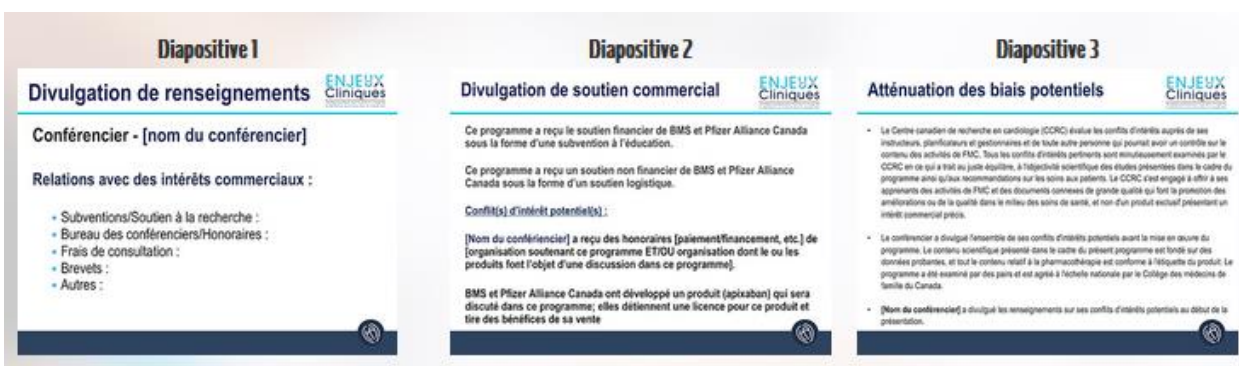 Diapositive 1
Divulgation de renseignements
ENJEUX
Cliniques
Conférencier - [nom du conférencier]
Relations avec des intérêts commerciaux :
• Subventions/Soutien à la recherche :
• Bureau des conférenciers/Honoraires :
• Frais de consultation :
• Brevets :
• Autres :
Diapositive 2
Divulgation de soutien commercial
ENJEUX
Cliniques
Ce programme a reçu le soutien financier de BMS et Pfizer Alliance Canada
sous la forme d'une subvention à l'éducation.
Ce programme a reçu un soutien non financier de BMS et Pfizer Alliance
Canada sous la forme d'un soutien logistique.
Conflit(s) d'intérêt potentiel(s) :
[Nom du confériencier] a reçu des honoraires [paiement/financement, etc.] de
[organisation soutenant ce programme ET/OU organisation dont le ou les
produits font l'objet d'une discussion dans ce programme].
BMS et Pfizer Alliance Canada ont développé un produit (apixaban) qui sera
discuté dans ce programme; elles détiennent une licence pour ce produit et
tire des bénéfices de sa vente
Diapositive 3
Atténuation des biais potentiels
ENJEUX
Cliniques
• Le Centre canadien de recherche en cardiologie (CCRC) évalue les conflits d'intérêts auprès de ses
instructeurs, planificateurs et gestionnaires et de toute autre personne qui pourrait avoir un contrôle sur le
contenu des activités de FMC. Tous les conflits d'intérêts pertinents sont minutieusement examinés par le
CCRC en ce qui a trait au juste équilibre, à l'objectivité scientifique des études présentées dans le cadre du
programme ainsi qu'aux recommandations sur les soins aux patients. Le CCRC s'est engagé à offrir à ses
apprenants des activités de FMC et des documents connexes de grande qualité qui font la promotion des
améliorations ou de la qualité dans le milieu des soins de santé, et non d'un produit exclusif présentant un
intérêt commercial précis.
• Le conférencier a divulgué l'ensemble de ses conflits d'intérêts potentiels avant la mise en œuvre du
programme. Le contenu scientifique présenté dans le cadre du présent programme est fondé sur des
données probantes, et tout le contenu relatif à la pharmacothérapie est conforme à l'étiquette du produit. Le
programme a été examiné par des pairs et est agréé à l'échelle nationale par le Collège des médecins de
famille du Canada.
• [Nom du conférencier] a divulgué les renseignements sur ses conflits d'intérêts potentiels au début de la
présentation.